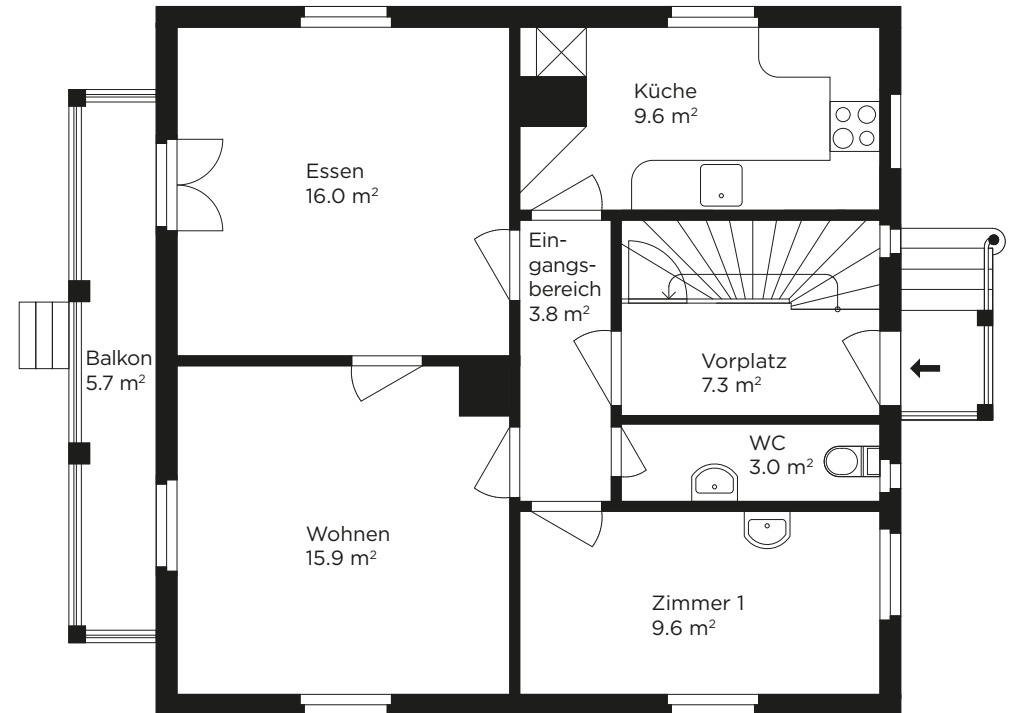 Küche
9.6 m²
Essen
16.0 m²
Ein-
gangs-
bereich
3.8 m²
Balkon
5.7 m²
Vorplatz
7.3 m²
WC
3.0 m²
Wohnen
15.9 m²
Zimmer 1
9.6 m²